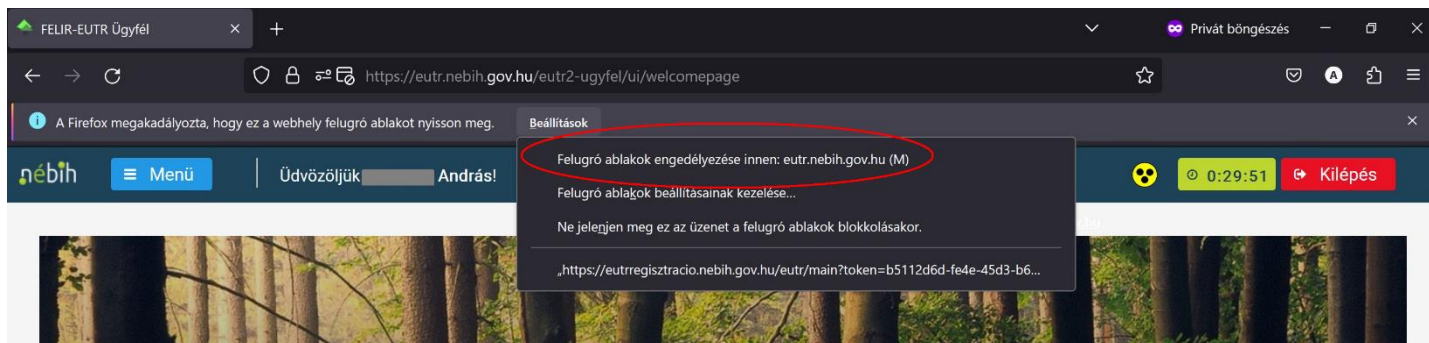 FELIR-EUTR Ügyfél
Privát böngészés
https://eutr.nebih.gov.hu/eutr2-ugyfel/ui/welcomepage
A
A Firefox megakadályozta, hogy ez a webhely felugró ablakot nyisson meg.
Beállítások
Felugró ablakok engedélyezése innen: eutr.nebih.gov.hu (M)
nébih
Menü
Üdvözöljük András!
0:29:51
Kilépés
Felugró ablakok beállításainak kezelése...
Ne jelenjen meg ez az üzenet a felugró ablakok blokkolásakor.
„https://eutrregisztracio.nebih.gov.hu/eutr/main?token=b5112d6d-fe4e-45d3-b6...